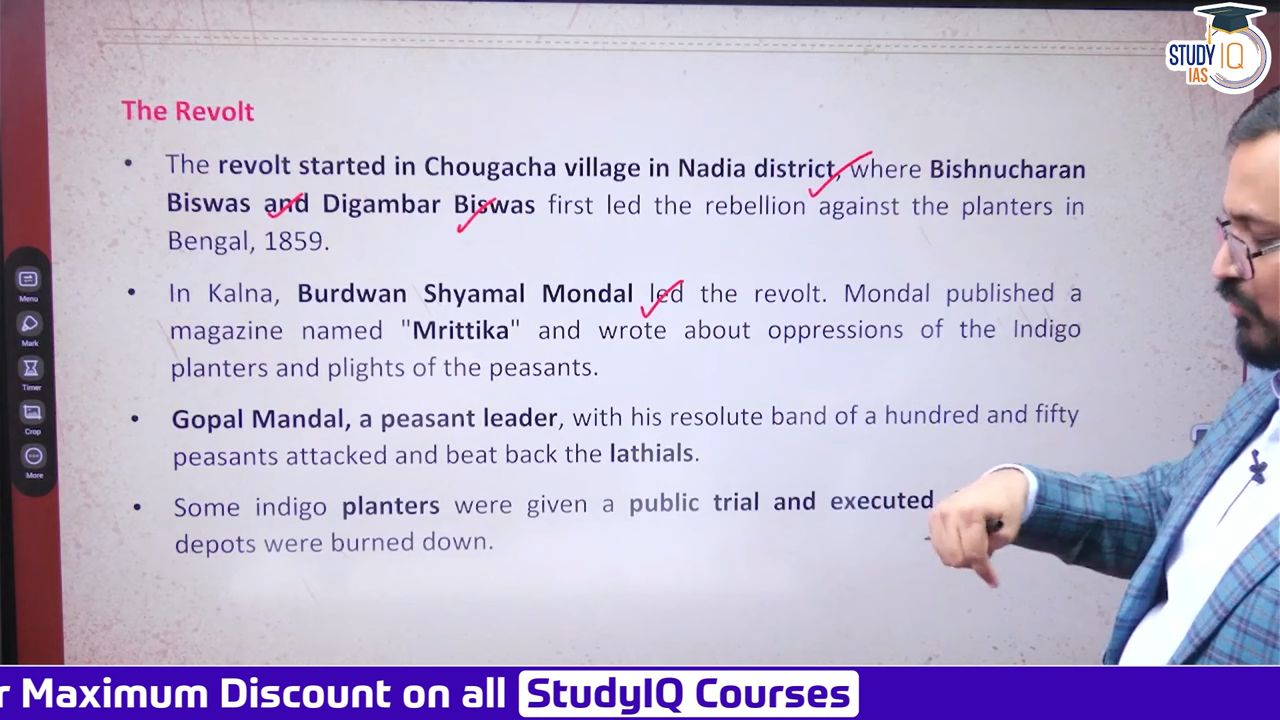 STUDY IQ
IAS
The Revolt
• The revolt started in Chougacha village in Nadia district, where Bishnucharan
Biswas and Digambar Biswas first led the rebellion against the planters in
Bengal, 1859.
• In Kalna, Burdwan Shyamal Mondal led the revolt. Mondal published a
magazine named "Mrittika" and wrote about oppressions of the Indigo
planters and plights of the peasants.
• Gopal Mandal, a peasant leader, with his resolute band of a hundred and fifty
peasants attacked and beat back the lathials.
• Some indigo planters were given a public trial and executed
depots were burned down.
Menu
Mark
Timer
Crop
More
r Maximum Discount on all StudyIQ Courses